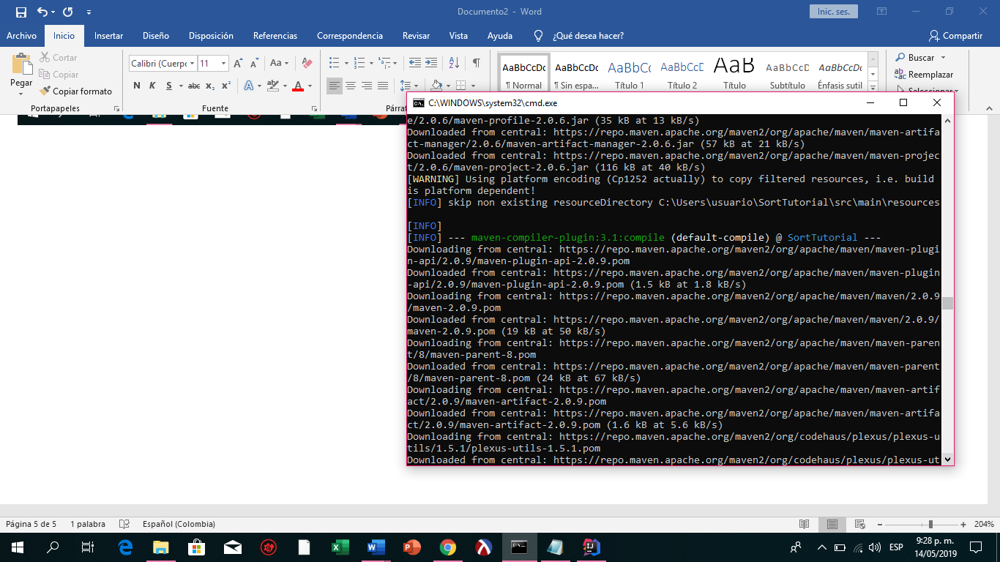 Documento2 - Word
Inic. ses.
Archivo Inicio Insertar Diseño Disposición Referencias Correspondencia Revisar Vista Ayuda ¿Qué desea hacer? Compartir
Pegar
Cortar
Copiar
Copiar formato
Portapapeles
Calibri (Cuerpo 11 A A Aa
N K S abc x₂ x² A aby A
Fuente
Párraf
AaBbCcDc AaBbCcDc AaBbCc AaBbCcD AaB AaBbCcD AaBbCcDt
¶ Normal ¶ Sin espa... Título 1 Título 2 Título Subtítulo Énfasis sutil
Buscar
Reemplazar
Seleccionar
C:\WINDOWS\system32\cmd.exe
e/2.0.6/maven-profile-2.0.6.jar (35 kB at 13 kB/s)
Downloaded from central: https://repo.maven.apache.org/maven2/org/apache/maven/maven-artifa
ct-manager/2.0.6/maven-artifact-manager-2.0.6.jar (57 kB at 21 kB/s)
Downloaded from central: https://repo.maven.apache.org/maven2/org/apache/maven/maven-projec
t/2.0.6/maven-project-2.0.6.jar (116 kB at 40 kB/s)
[WARNING] Using platform encoding (Cp1252 actually) to copy filtered resources, i.e. build
is platform dependent!
[INFO] skip non existing resourceDirectory C:\Users\usuario\SortTutorial\src\main\resources
[INFO]
[INFO] --- maven-compiler-plugin:3.1:compile (default-compile) @ SortTutorial ---
Downloading from central: https://repo.maven.apache.org/maven2/org/apache/maven/maven-plugi
n-api/2.0.9/maven-plugin-api-2.0.9.pom
Downloaded from central: https://repo.maven.apache.org/maven2/org/apache/maven/maven-plugin
-api/2.0.9/maven-plugin-api-2.0.9.pom (1.5 kB at 1.8 kB/s)
Downloading from central: https://repo.maven.apache.org/maven2/org/apache/maven/maven/2.0.9
/maven-2.0.9.pom
Downloaded from central: https://repo.maven.apache.org/maven2/org/apache/maven/maven/2.0.9/
maven-2.0.9.pom (19 kB at 50 kB/s)
Downloading from central: https://repo.maven.apache.org/maven2/org/apache/maven/maven-paren
t/8/maven-parent-8.pom
Downloaded from central: https://repo.maven.apache.org/maven2/org/apache/maven/maven-parent
/8/maven-parent-8.pom (24 kB at 67 kB/s)
Downloading from central: https://repo.maven.apache.org/maven2/org/apache/maven/maven-artif
act/2.0.9/maven-artifact-2.0.9.pom
Downloaded from central: https://repo.maven.apache.org/maven2/org/apache/maven/maven-artifa
ct/2.0.9/maven-artifact-2.0.9.pom (1.6 kB at 5.6 kB/s)
Downloading from central: https://repo.maven.apache.org/maven2/org/codehaus/plexus/plexus-u
tils/1.5.1/plexus-utils-1.5.1.pom
Downloaded from central: https://repo.maven.apache.org/maven2/org/codehaus/plexus/plexus-ut
Página 5 de 5 1 palabra Español (Colombia) 204%
ESP
9:28 p. m.
14/05/2019